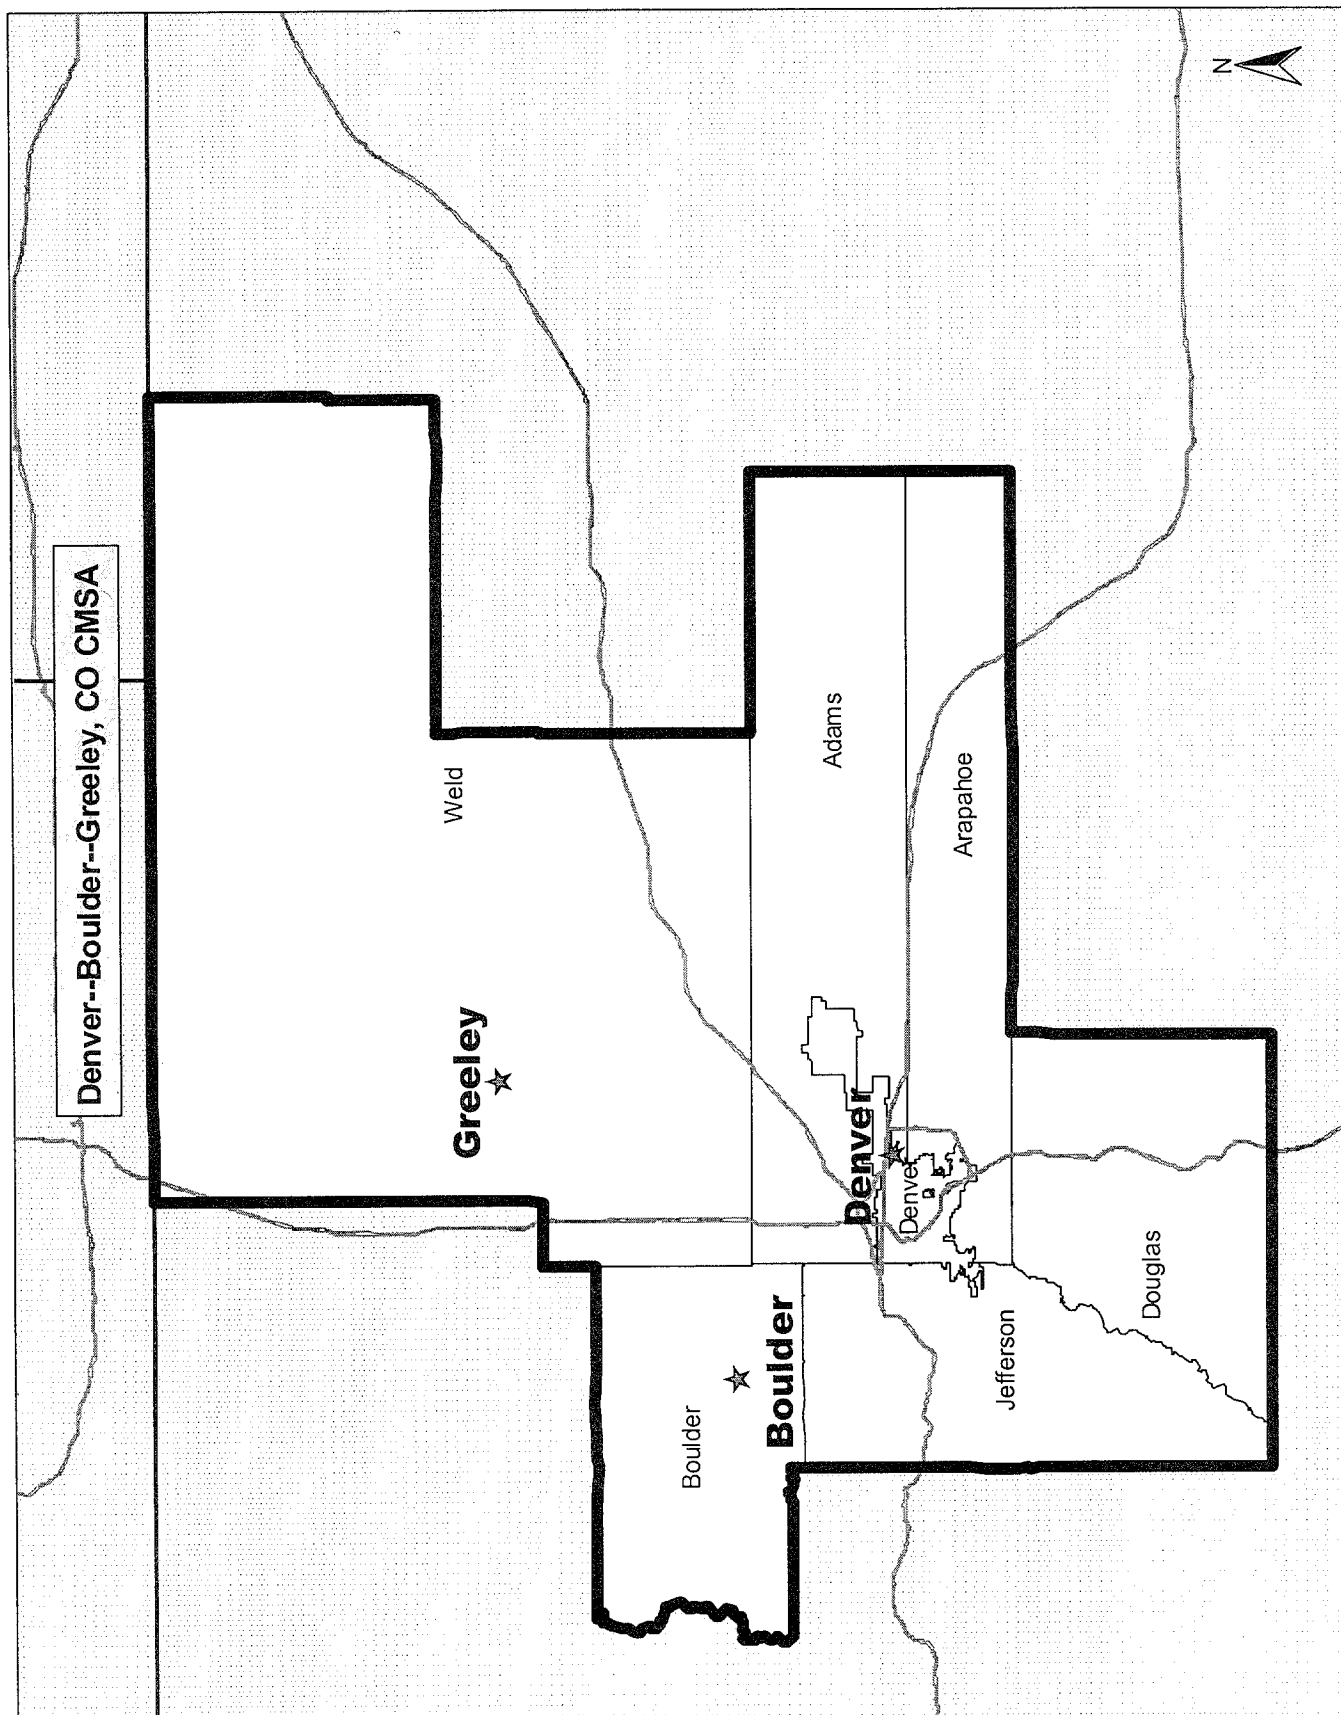 Denver--Boulder--Greeley, CO CMSA
N
Weld
Greeley
Adams
Arapahoe
Denver
Denver
Boulder
Boulder
Jefferson
Douglas